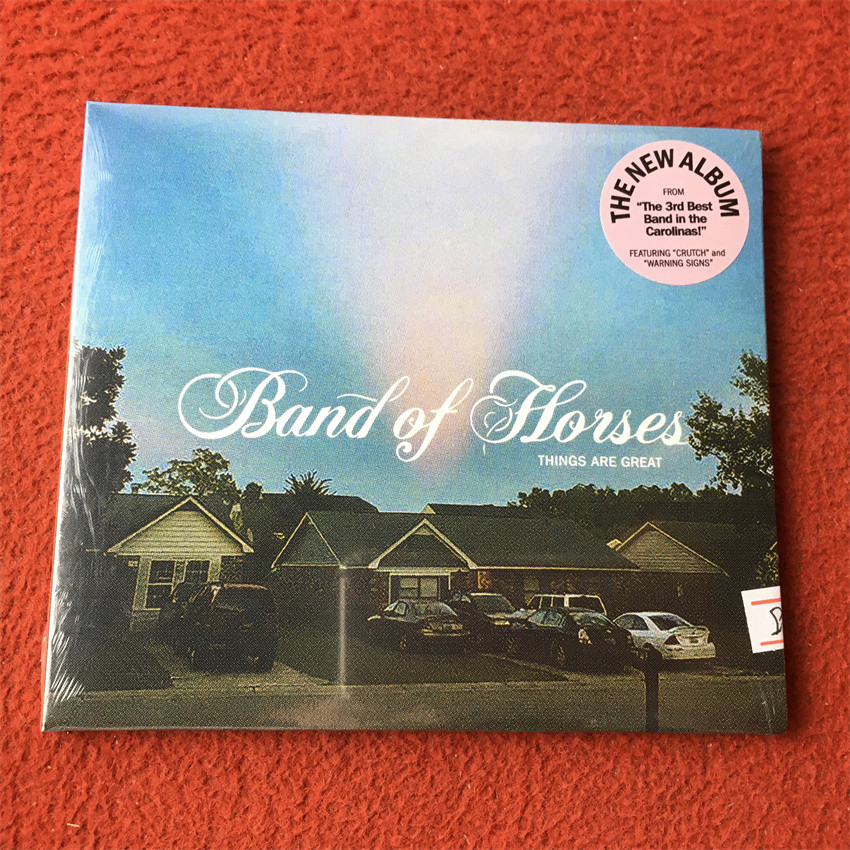 THE NEW ALBUM
FROM
"The 3rd Best
Band in the
Carolinas!"
FEATURING "CRUTCH" and
"WARNING SIGNS"
Band of Horses
THINGS ARE GREAT